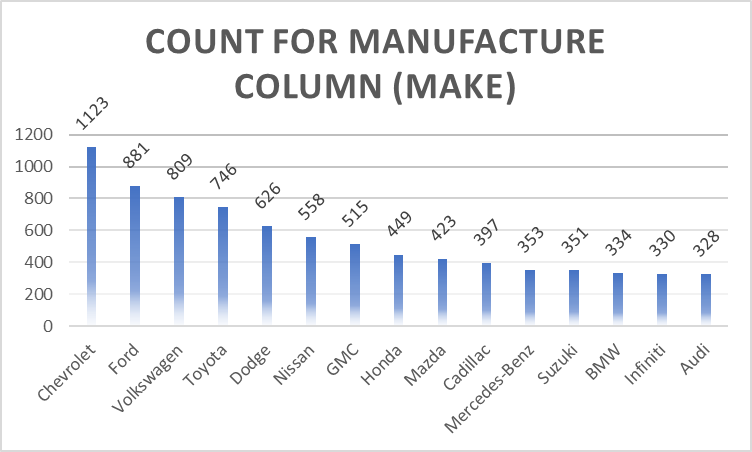 COUNT FOR MANUFACTURE
COLUMN (MAKE)
1200
1000
800
600
400
200
0
1123
881
809
746
626
558
515
449
423
397
353
351
334
330
328
Chevrolet
Ford
Volkswagen
Toyota
Dodge
Nissan
GMC
Honda
Mazda
Cadillac
Mercedes-Benz
Suzuki
BMW
Infiniti
Audi